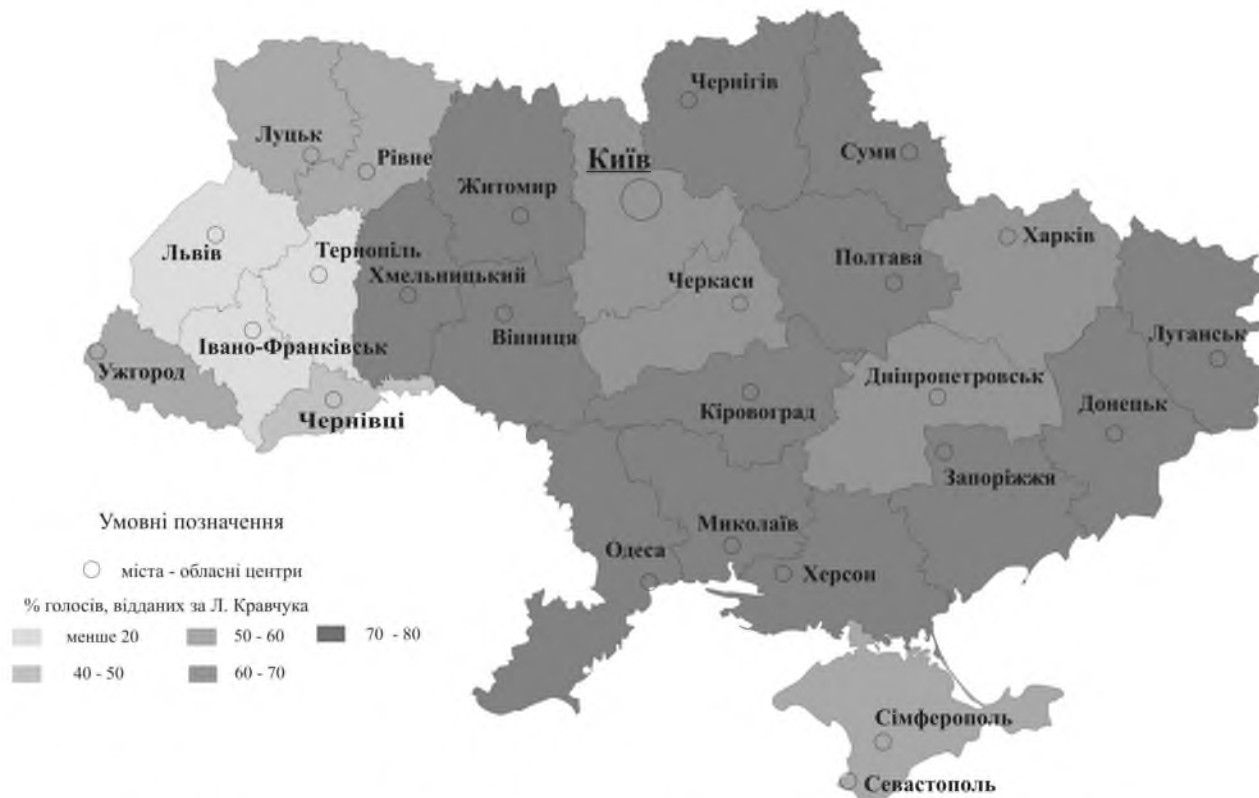 Чернігів
Луцьк
Рівне
Київ
Суми
Житомир
Львів
Тернопіль
Хмельницький
Харків
Полтава
Черкаси
Вінниця
Івано-Франківськ
Луганськ
Ужгород
Дніпропетровськ
Чернівці
Кіровоград
Донецьк
Запоріжжя
Миколаїв
Одеса
Херсон
Сімферополь
Севастополь
Умовні позначення
міста - обласні центри
% голосів, відданих за Л. Кравчука
менше 20
50 - 60
70 - 80
40 - 50
60 - 70